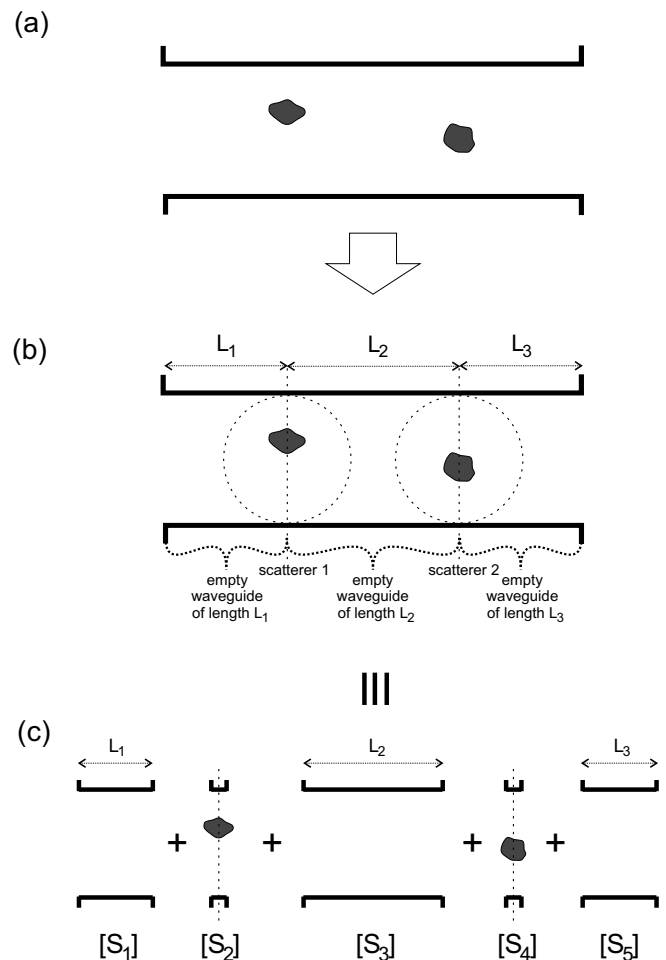 (a)
(b)
L₁ L₂ L₃
scatterer 1 scatterer 2
empty empty empty
waveguide waveguide waveguide
of length L₁ of length L₂ of length L₃
(c)
L₁ L₂ L₃
+ + + +
[S₁] [S₂] [S₃] [S₄] [S₅]